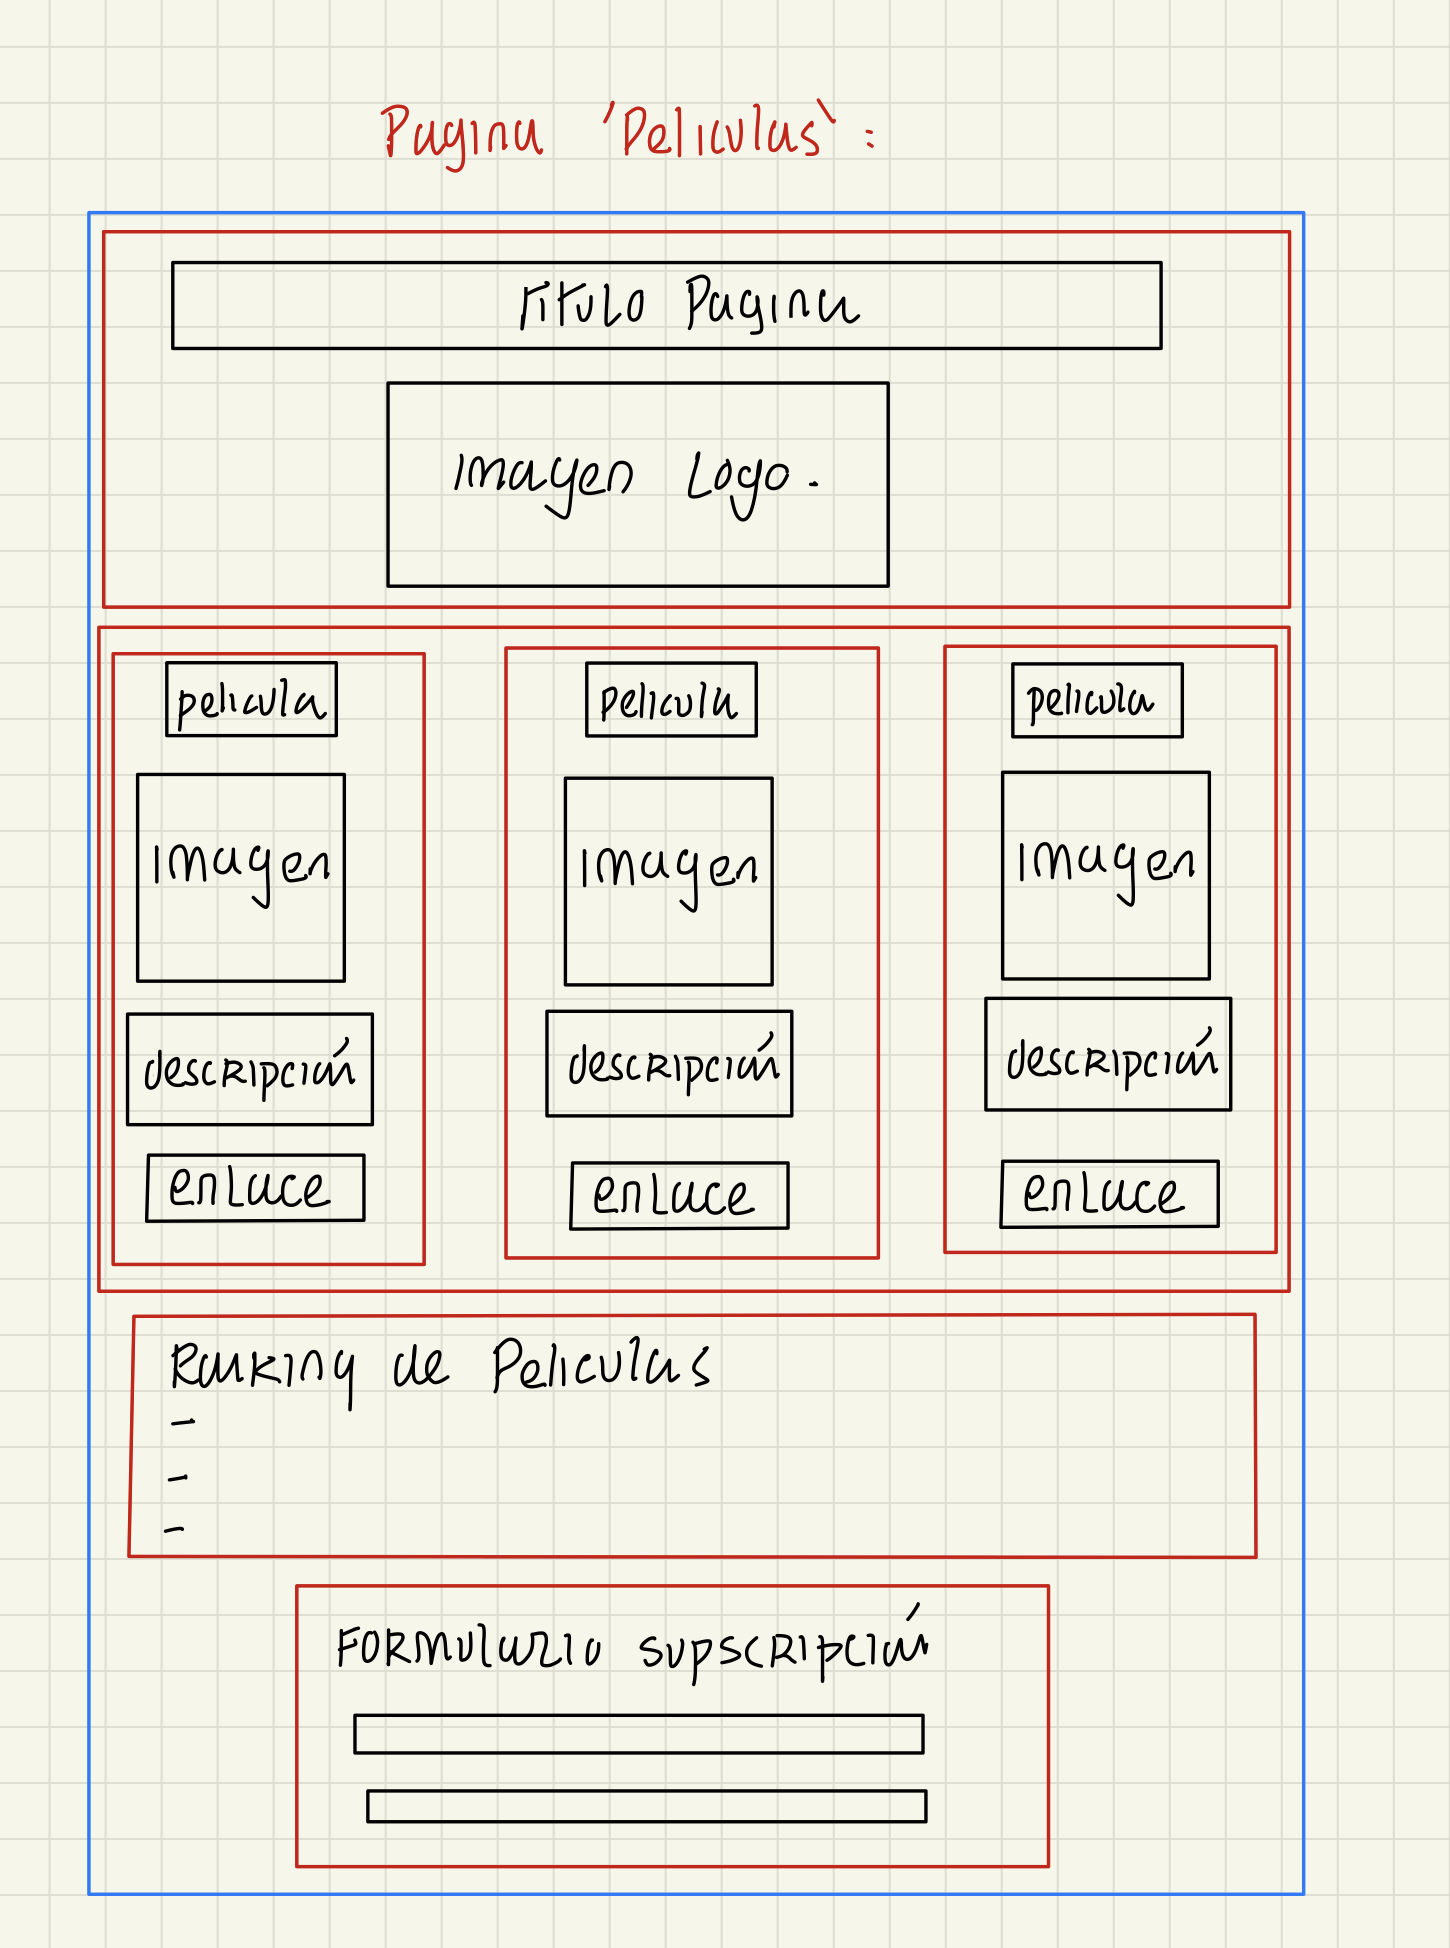 Pagina 'Peliculas':
titulo Pagina
imagen Logo.
pelicula
Pelicula
pelicula
imagen
imagen
imagen
descripción
descripción
descripción
enlace
enlace
enlace
Ranking de Peliculas
-
-
-
Formulario supscripción